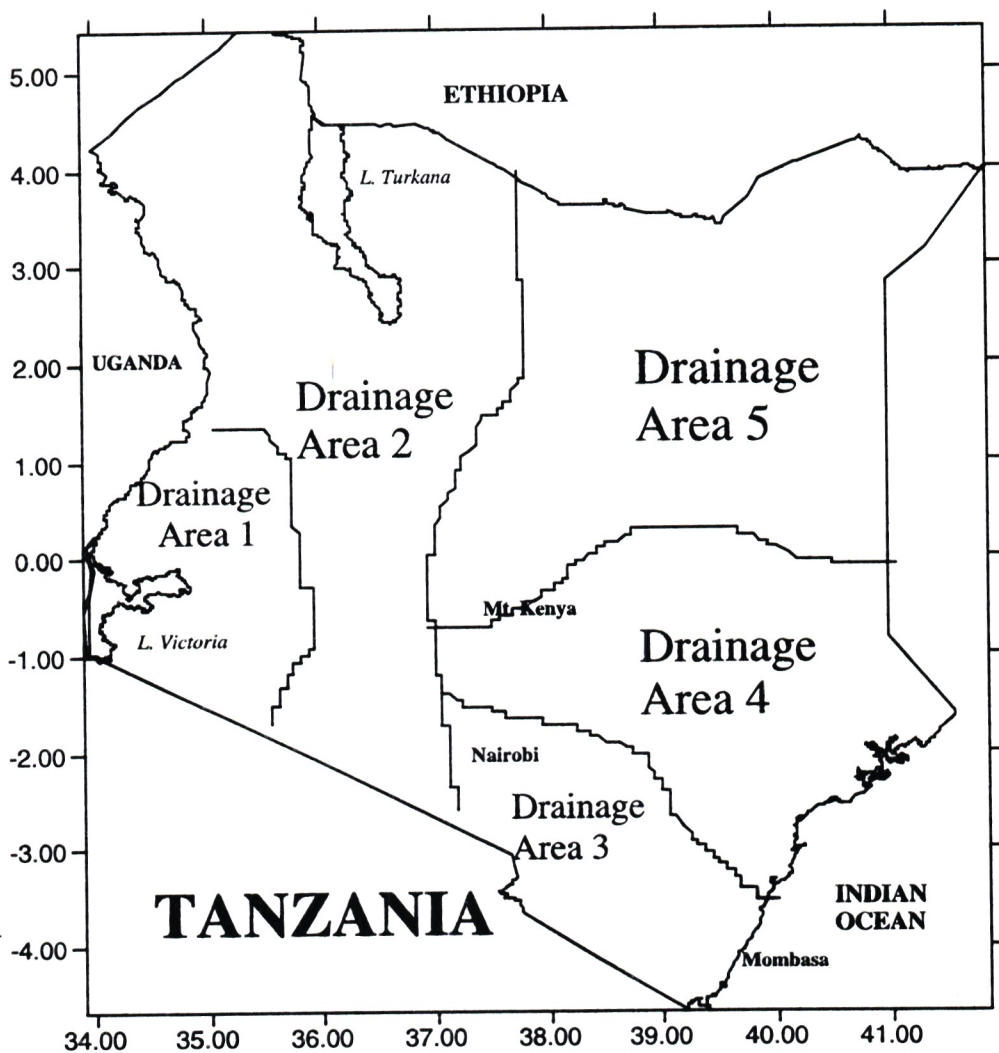 5.00
ETHIOPIA
4.00
L. Turkana
3.00
UGANDA
2.00
Drainage
Area 2
Drainage
Area 5
1.00
Drainage
Area 1
0.00
Mt. Kenya
L. Victoria
-1.00
Drainage
Area 4
-2.00
Nairobi
Drainage
Area 3
-3.00
TANZANIA
INDIAN
OCEAN
-4.00
Mombasa
34.00 35.00 36.00 37.00 38.00 39.00 40.00 41.00